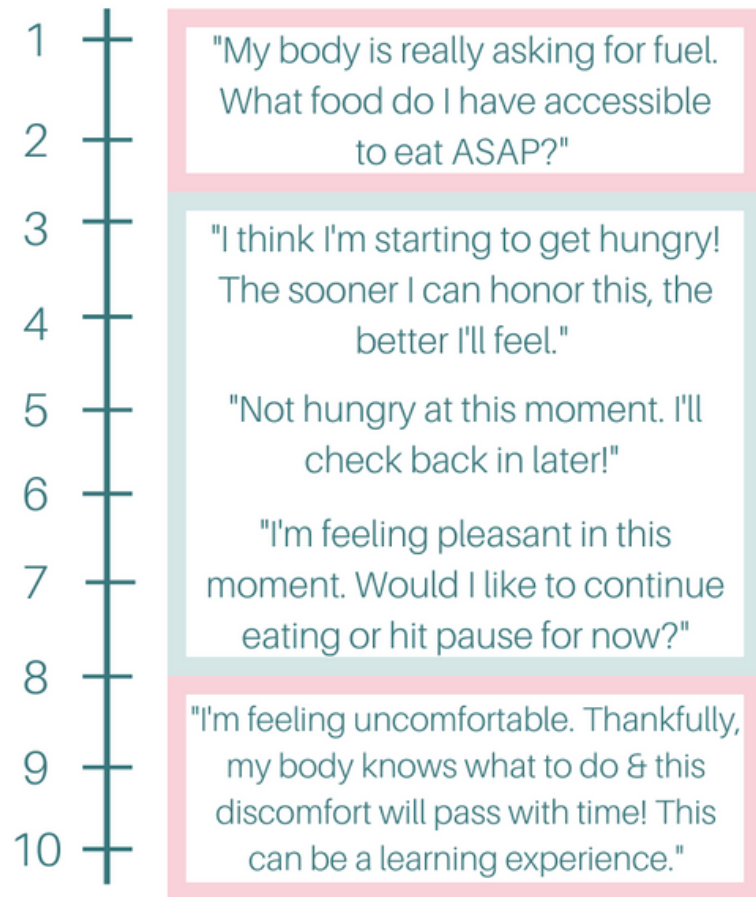 1
2
3
4
5
6
7
8
9
10
"My body is really asking for fuel.
What food do I have accessible
to eat ASAP?"
"I think I'm starting to get hungry!
The sooner I can honor this, the
better I'll feel."
"Not hungry at this moment. I'll
check back in later!"
"I'm feeling pleasant in this
moment. Would I like to continue
eating or hit pause for now?"
"I'm feeling uncomfortable. Thankfully,
my body knows what to do & this
discomfort will pass with time! This
can be a learning experience."